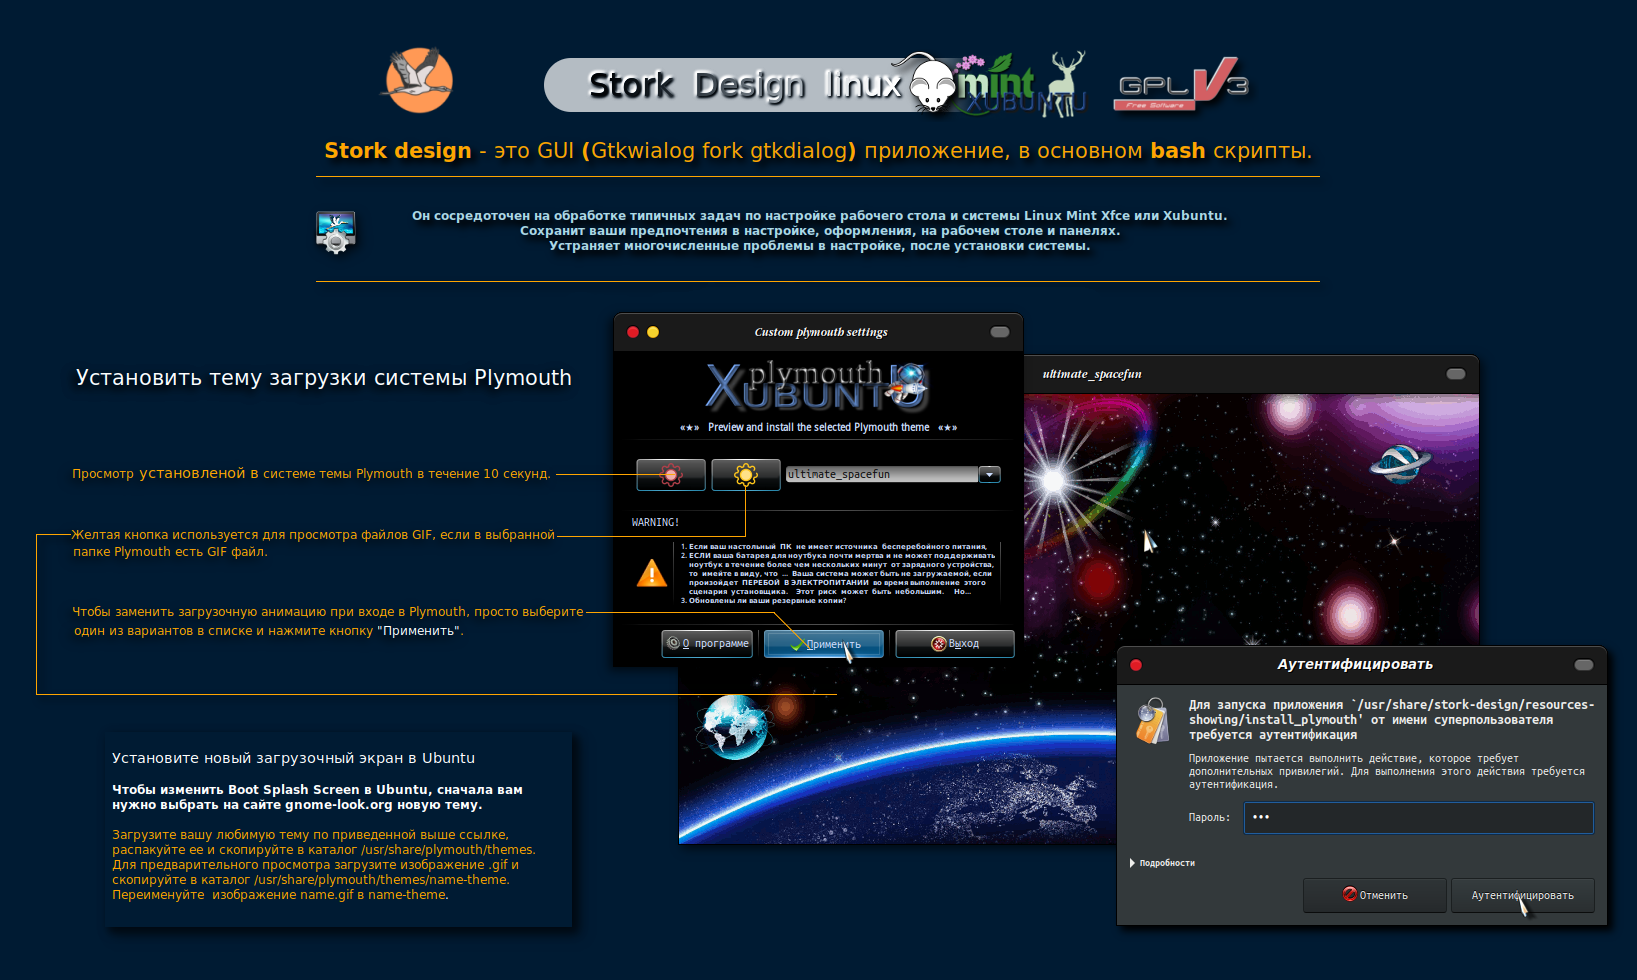 Stork Design linux mint XUBUNTU GPL V3
Free Software
Stork design - это GUI (Gtkwialog fork gtkdialog) приложение, в основном bash скрипты.
Он сосредоточен на обработке типичных задач по настройке рабочего стола и системы Linux Mint Xfce или Xubuntu.
Сохранит ваши предпочтения в настройке, оформления, на рабочем столе и панелях.
Устраняет многочисленные проблемы в настройке, после установки системы.
Установить тему загрузки системы Plymouth
Просмотр установленой в системе темы Plymouth в течение 10 секунд.
Желтая кнопка используется для просмотра файлов GIF, если в выбранной
папке Plymouth есть GIF файл.
Чтобы заменить загрузочную анимацию при входе в Plymouth, просто выберите
один из вариантов в списке и нажмите кнопку "Применить".
Установите новый загрузочный экран в Ubuntu
Чтобы изменить Boot Splash Screen в Ubuntu, сначала вам
нужно выбрать на сайте gnome-look.org новую тему.
Загрузите вашу любимую тему по приведенной выше ссылке,
распакуйте ее и скопируйте в каталог /usr/share/plymouth/themes.
Для предварительного просмотра загрузите изображение .gif и
скопируйте в каталог /usr/share/plymouth/themes/name-theme.
Переименуйте  изображение name.gif в name-theme.
Custom plymouth settings
plymouth
XUBUNTU
«★» Preview and install the selected Plymouth theme «★»
ultimate_spacefun
WARNING!
1. Если ваш настольный ПК не имеет источника бесперебойного питания,
2. ЕСЛИ ваша батарея для ноутбука почти мертва и не может поддерживать
ноутбук в течение более чем нескольких минут от зарядного устройства,
то имейте в виду, что ... Ваша система может быть не загружаемой, если
произойдет ПЕРЕБОЙ В ЭЛЕКТРОПИТАНИИ во время выполнение этого
сценария установщика. Этот риск может быть небольшим. Но...
3. Обновлены ли ваши резервные копии?
О программе
Применить
Выход
ultimate_spacefun
Аутентифицировать
Для запуска приложения `/usr/share/stork-design/resources-
showing/install_plymouth' от имени суперпользователя
требуется аутентификация
Приложение пытается выполнить действие, которое требует
дополнительных привилегий. Для выполнения этого действия требуется
аутентификация.
Пароль: •••
Подробности
Отменить
Аутентифицировать